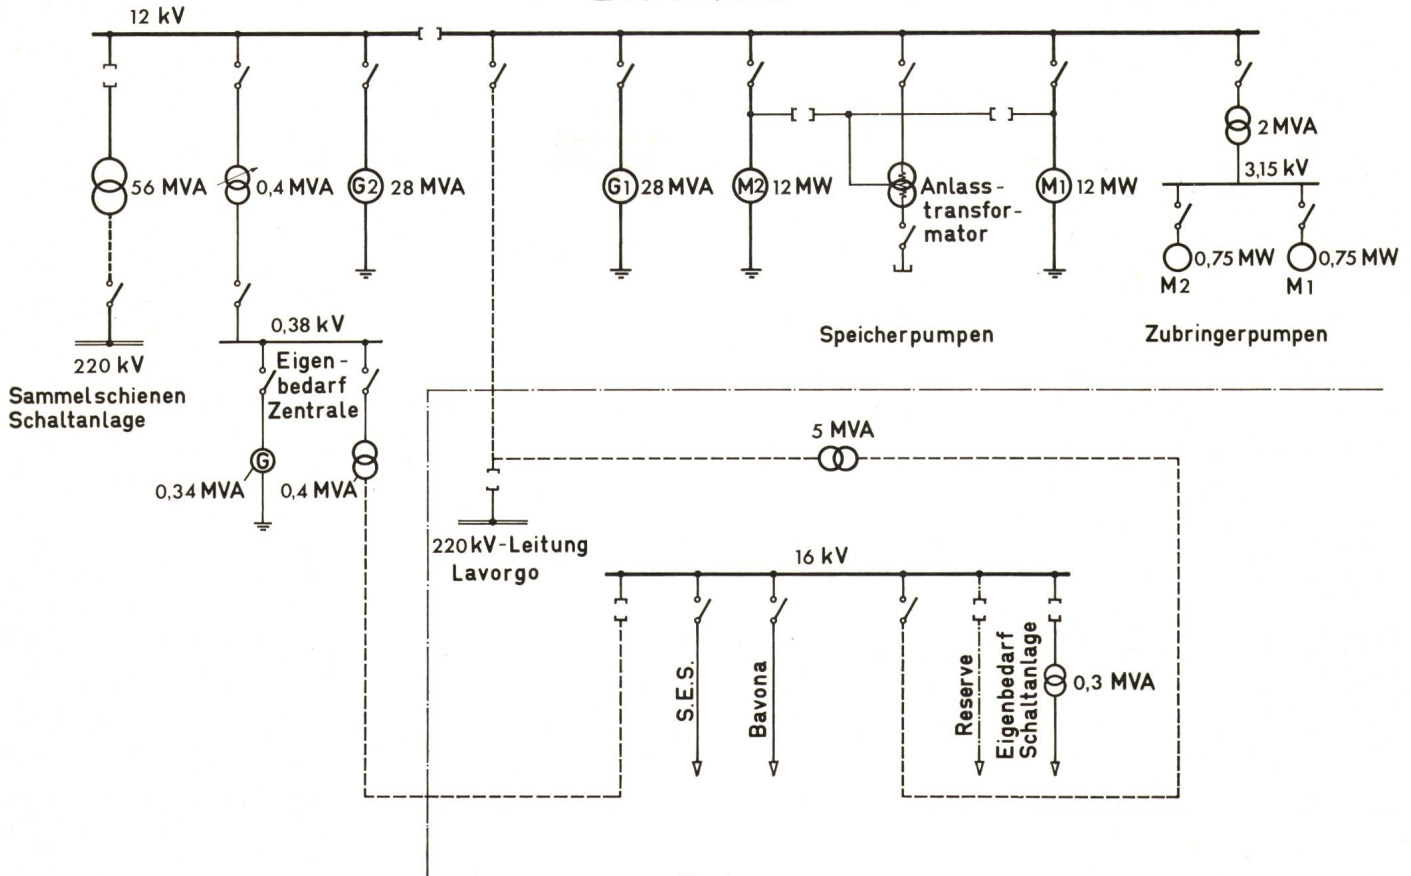 12 kV
56 MVA
0,4 MVA
G2 28 MVA
G1 28 MVA
M2 12 MW
Anlass-
transfor-
mator
M1 12 MW
2 MVA
3,15 kV
0,75 MW
M2
0,75 MW
M1
Speicherpumpen
Zubringerpumpen
220 kV
Sammelschienen
Schaltanlage
0,38 kV
Eigen-
bedarf
Zentrale
G
0,34 MVA
0,4 MVA
5 MVA
220 kV-Leitung
Lavorgo
16 kV
S.E.S.
Bavona
Reserve
Eigenbedarf
Schaltanlage
0,3 MVA